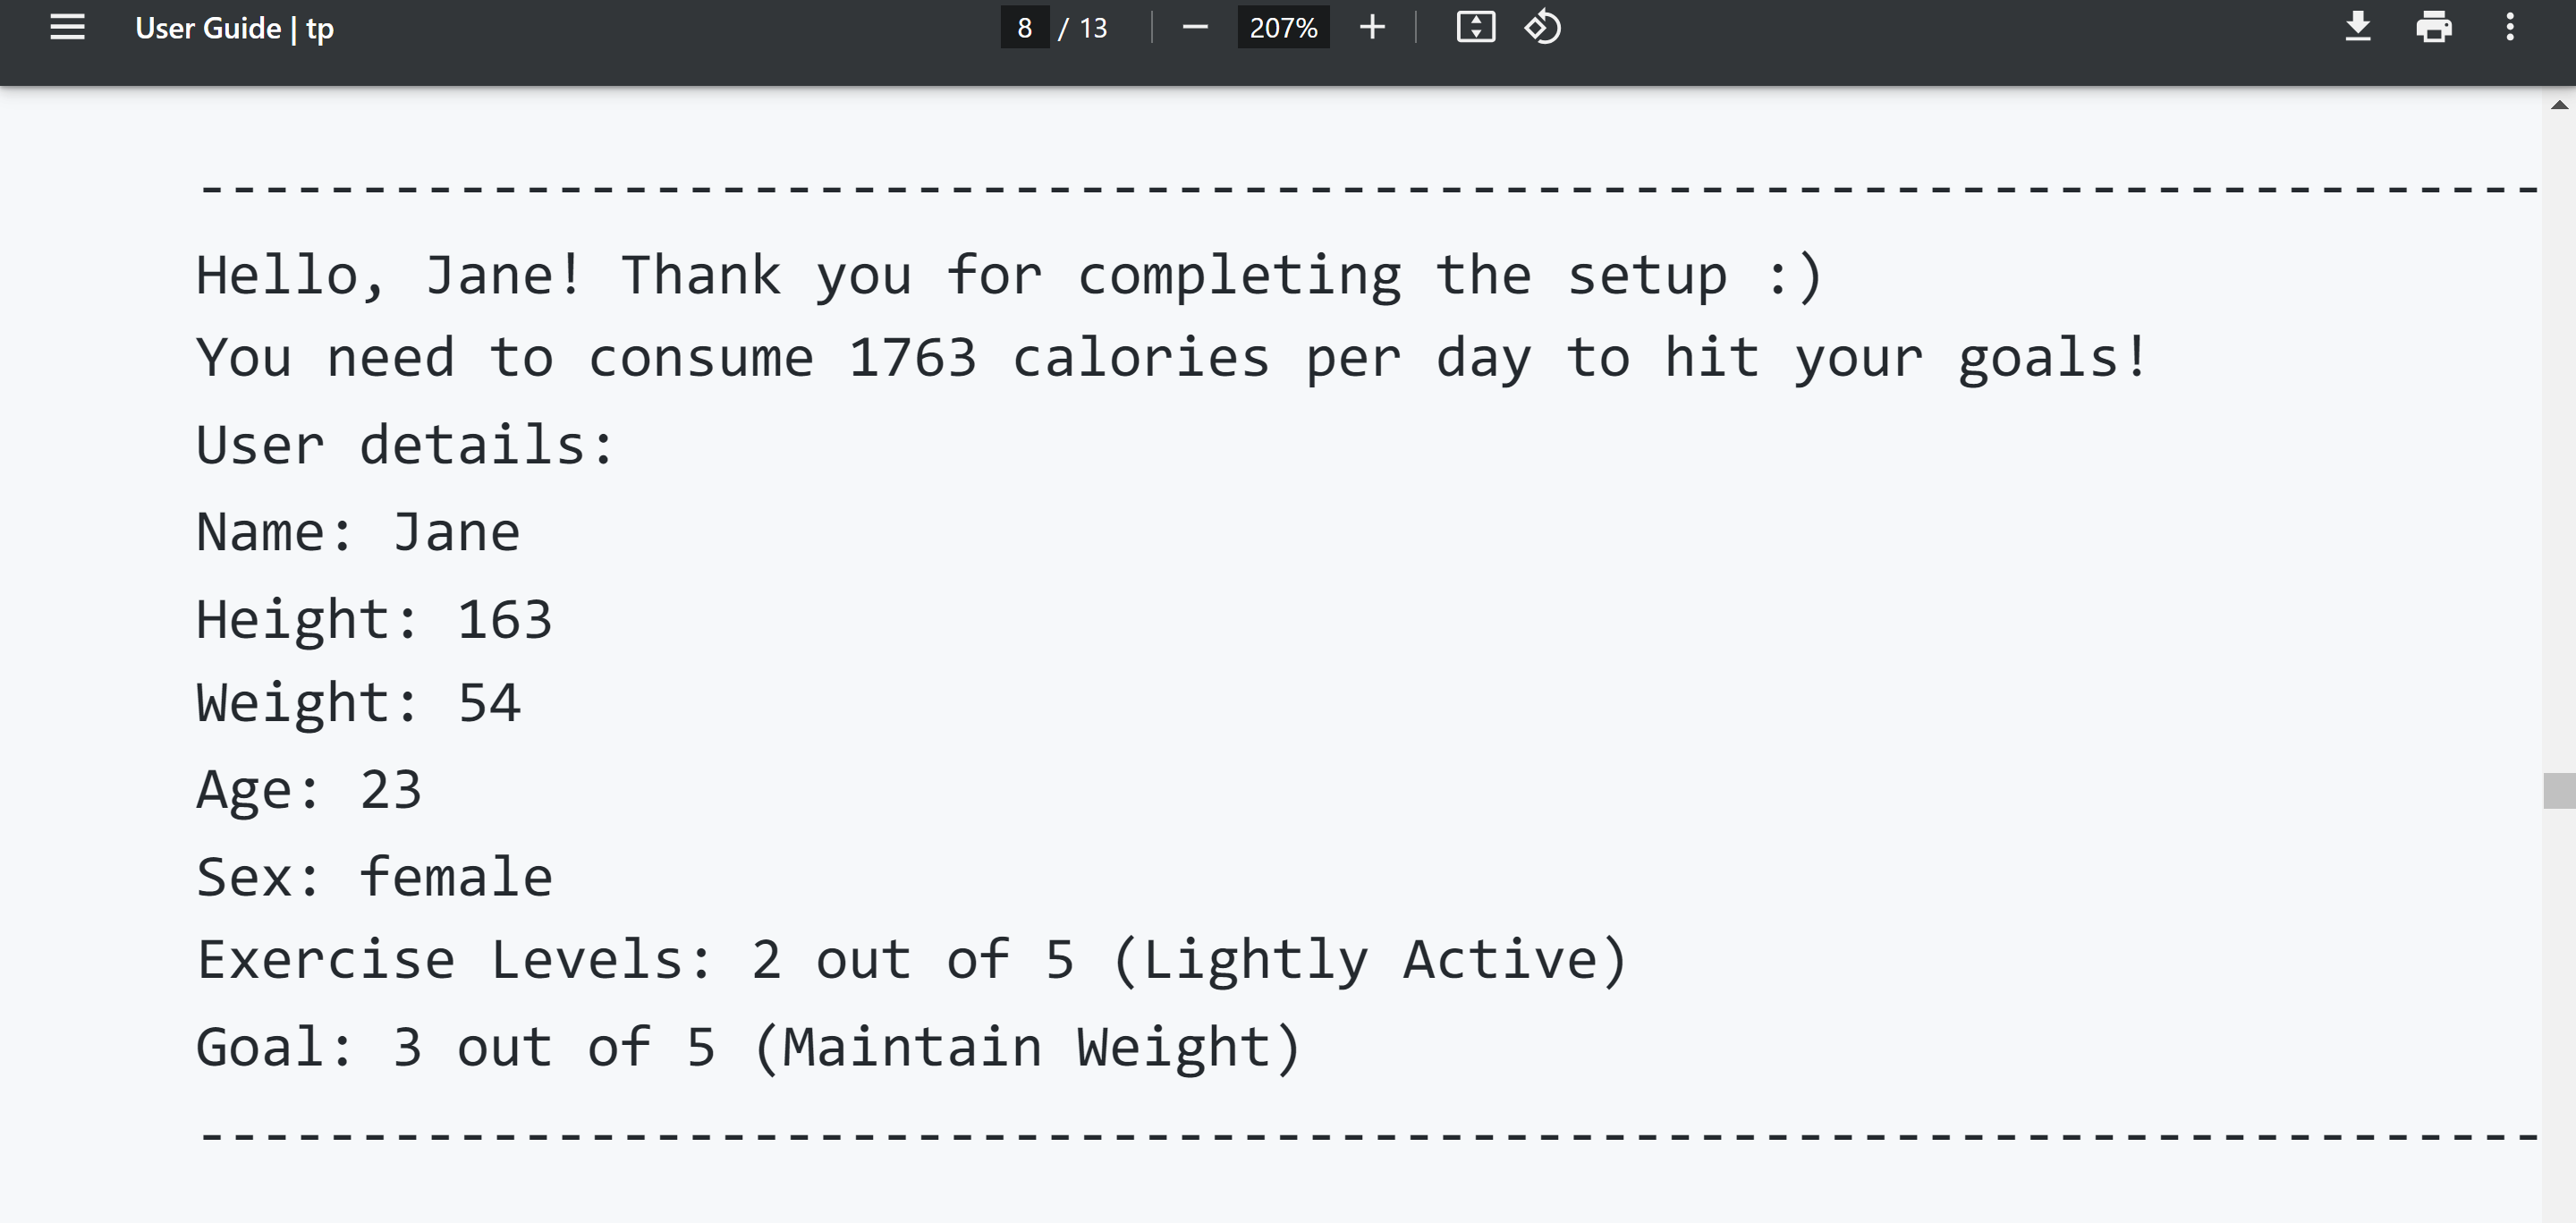 User Guide | tp
8 / 13
207%
--------------------------------------------------------------------------------
Hello, Jane! Thank you for completing the setup :)
You need to consume 1763 calories per day to hit your goals!
User details:
Name: Jane
Height: 163
Weight: 54
Age: 23
Sex: female
Exercise Levels: 2 out of 5 (Lightly Active)
Goal: 3 out of 5 (Maintain Weight)
--------------------------------------------------------------------------------